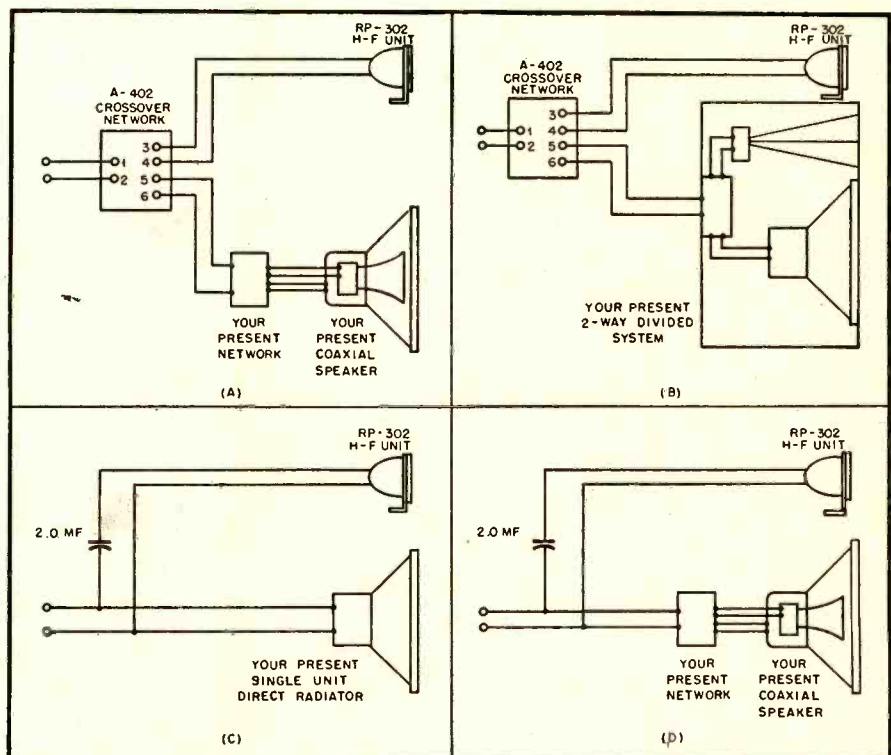 RP-302
H-F UNIT
A-402
CROSSOVER
NETWORK
3
1
4
2
5
6
YOUR
PRESENT
NETWORK
YOUR
PRESENT
COAXIAL
SPEAKER
(A)
RP-302
H-F UNIT
A-402
CROSSOVER
NETWORK
3
1
4
2
5
6
YOUR PRESENT
2-WAY DIVIDED
SYSTEM
(B)
RP-302
H-F UNIT
2.0 MF
YOUR PRESENT
SINGLE UNIT
DIRECT RADIATOR
(C)
RP-302
H-F UNIT
2.0 MF
YOUR
PRESENT
NETWORK
YOUR
PRESENT
COAXIAL
SPEAKER
(D)